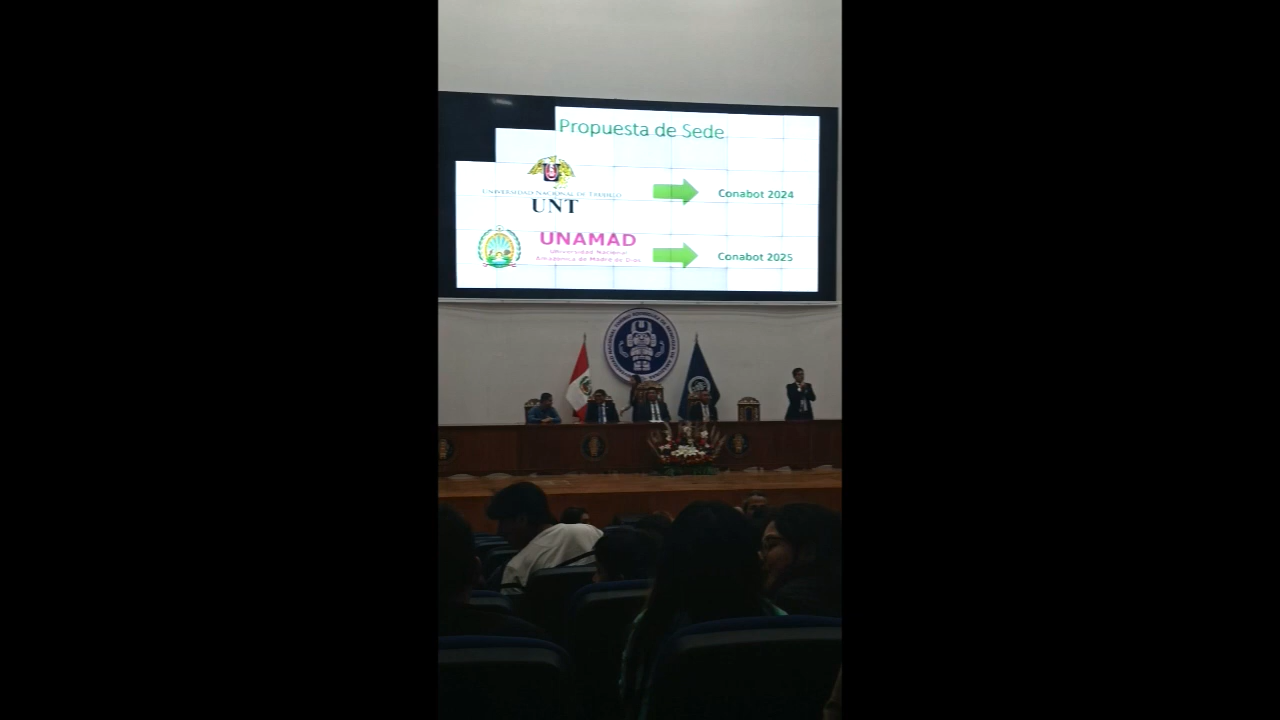 Propuesta de Sede
UNIVERSIDAD NACIONAL DE TRUJILLO
UNT
Conabot 2024
UNAMAD
Universidad Nacional
Amazónica de Madre de Dios
Conabot 2025